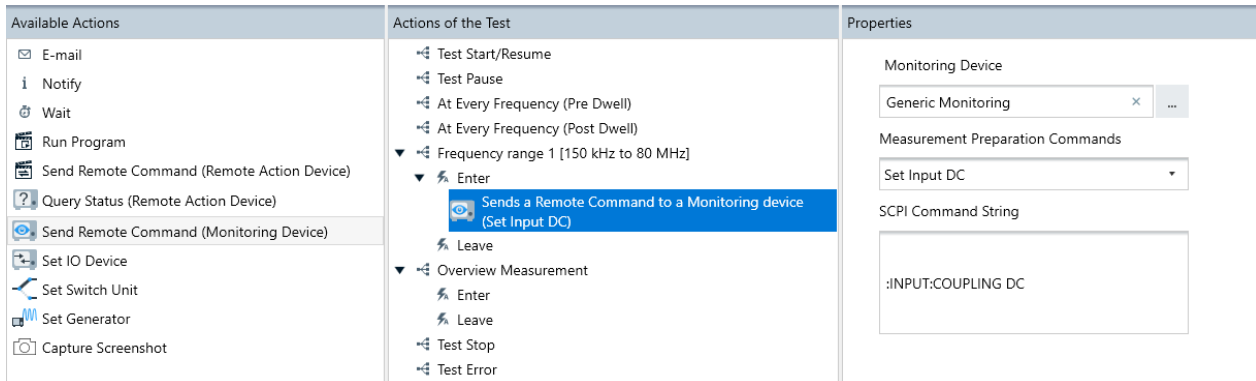 Available Actions
E-mail
Notify
Wait
Run Program
Send Remote Command (Remote Action Device)
Query Status (Remote Action Device)
Send Remote Command (Monitoring Device)
Set IO Device
Set Switch Unit
Set Generator
Capture Screenshot
Actions of the Test
Test Start/Resume
Test Pause
At Every Frequency (Pre Dwell)
At Every Frequency (Post Dwell)
Frequency range 1 [150 kHz to 80 MHz]
Enter
Sends a Remote Command to a Monitoring device
(Set Input DC)
Leave
Overview Measurement
Enter
Leave
Test Stop
Test Error
Properties
Monitoring Device
Generic Monitoring
...
Measurement Preparation Commands
Set Input DC
SCPI Command String
:INPUT:COUPLING DC